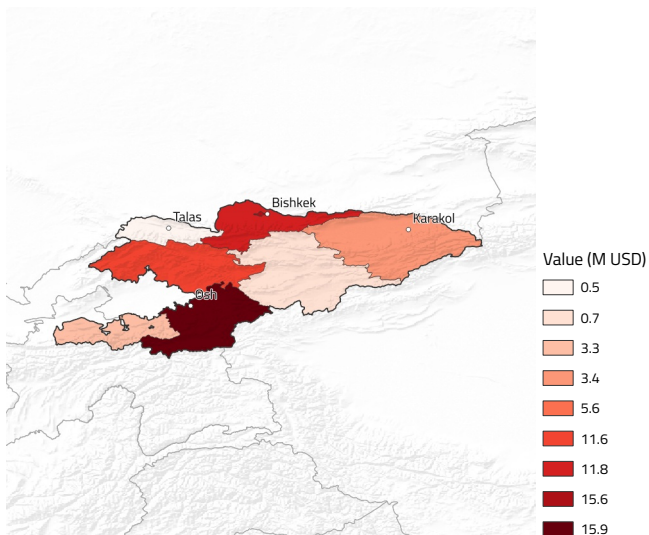 Bishkek
Talas
Karakol
Osh
Value (M USD)
0.5
0.7
3.3
3.4
5.6
11.6
11.8
15.6
15.9